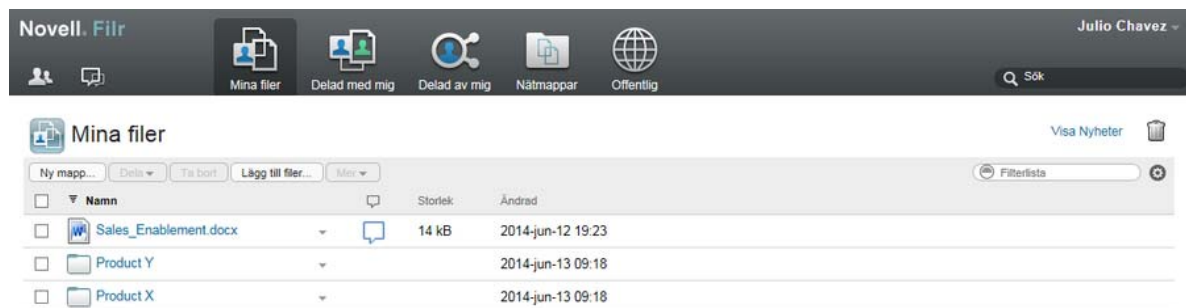 Novell. Filr
Julio Chavez
Mina filer Delad med mig Delad av mig Nätmappar Offentlig
Sök
Mina filer
Visa Nyheter
Ny mapp... Dela Ta bort Lägg till filer... Mer
Filterlista
Namn Storlek Ändrad
Sales_Enablement.docx 14 kB 2014-jun-12 19:23
Product Y 2014-jun-13 09:18
Product X 2014-jun-13 09:18